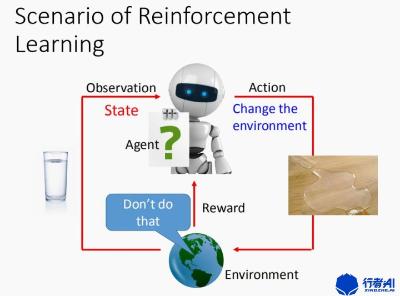 Scenario of Reinforcement
Learning
Observation
Action
State
Change the
environment
Agent
?
Don't do
that
Reward
Environment
行者AI
XINGZHE.AI